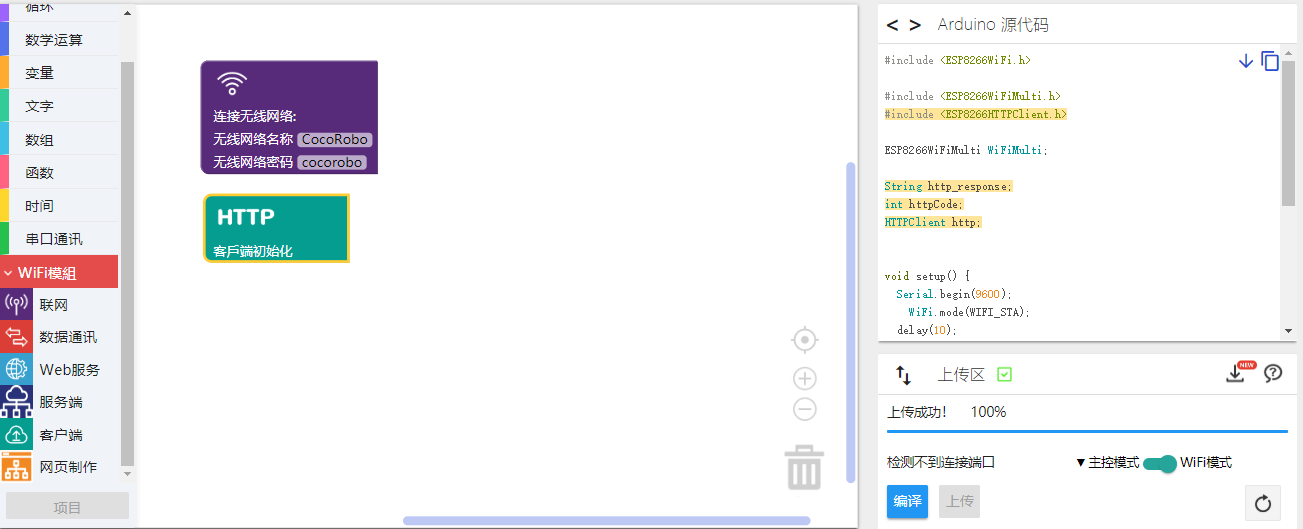 循环
数学运算
变量
文字
数组
函数
时间
串口通讯
WiFi模组
联网
数据通讯
Web服务
服务端
客户端
网页制作
项目
连接无线网络:
无线网络名称 CocoRobo
无线网络密码 cocorobo
HTTP
客戶端初始化
< > Arduino 源代码
#include <ESP8266WiFi.h>
#include <ESP8266WiFiMulti.h>
#include <ESP8266HTTPClient.h>
ESP8266WiFiMulti WiFiMulti;
String http_response;
int httpCode;
HTTPClient http;
void setup() {
Serial.begin(9600);
WiFi.mode(WIFI_STA);
delay(10);
上传区
NEW
上传成功! 100%
检测不到连接端口 ▼主控模式 WiFi模式
编译 上传